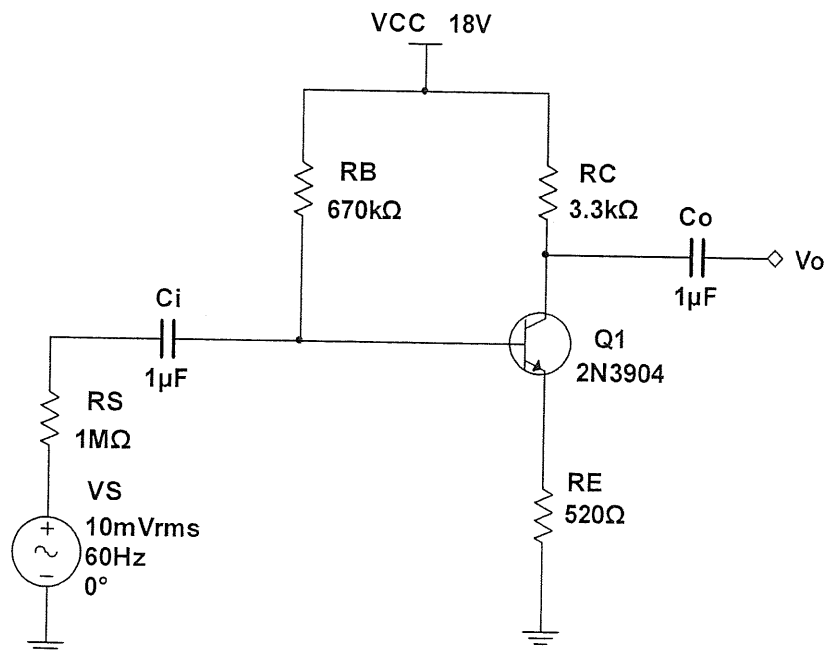 VCC 18V
RB
670kΩ
RC
3.3kΩ
Co
1µF
Vo
Ci
1µF
Q1
2N3904
RS
1MΩ
VS
10mVrms
60Hz
0°
RE
520Ω